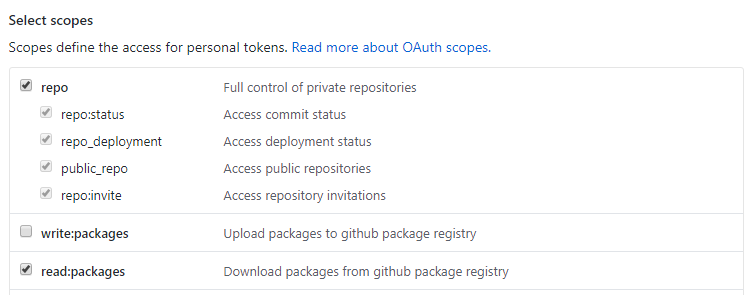 Select scopes
Scopes define the access for personal tokens. Read more about OAuth scopes.
repo Full control of private repositories
repo:status Access commit status
repo_deployment Access deployment status
public_repo Access public repositories
repo:invite Access repository invitations
write:packages Upload packages to github package registry
read:packages Download packages from github package registry